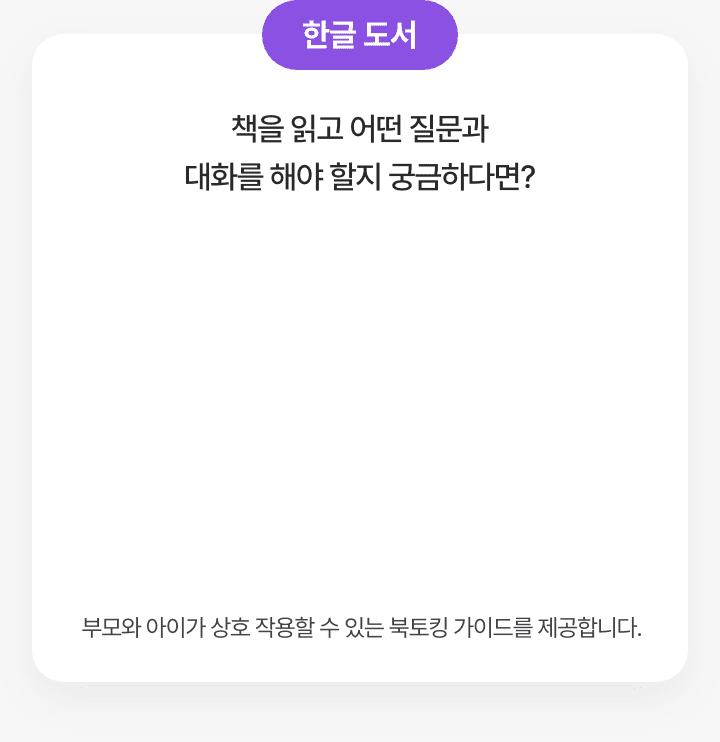 한글 도서
책을 읽고 어떤 질문과
대화를 해야 할지 궁금하다면?
부모와 아이가 상호 작용할 수 있는 북토킹 가이드를 제공합니다.